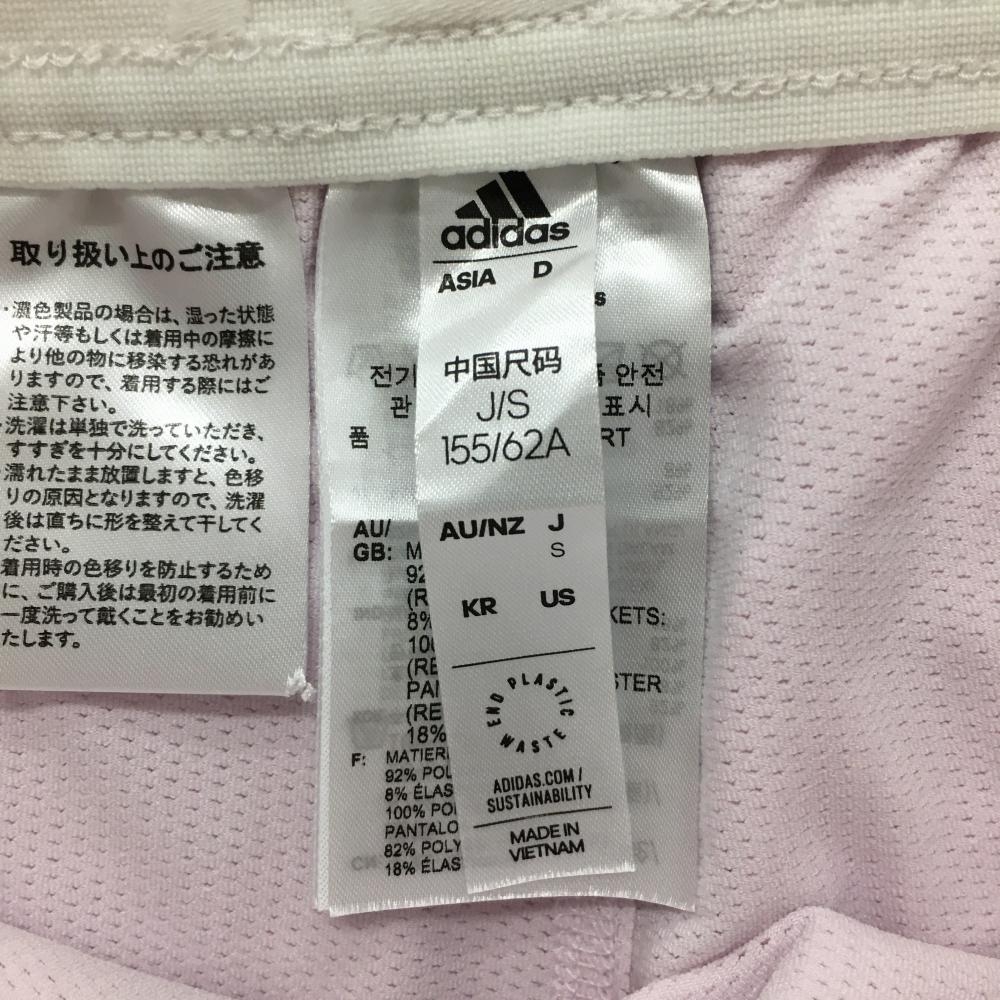 取り扱い上のご注意
・濃色製品の場合は、湿った状態
や汗等もしくは着用中の摩擦に
より他の物に移染する恐れがあ
りますので、着用する際にはご
注意下さい。
・洗濯は単独で洗っていただき、
すすぎを十分にしてください。
・濡れたまま放置しますと、色移
りの原因となりますので、洗濯
後は直ちに形を整えて干してく
ださい。
着用時の色移りを防止するため
に、ご購入後は最初の着用前に
一度洗って戴くことをお勧めい
たします。
adidas
ASIA D
中国尺码
J/S
155/62A
AU/NZ J
S
KR US
END PLASTIC WASTE
ADIDAS.COM/
SUSTAINABILITY
MADE IN
VIETNAM
전기
안전
관
표시
품
RT
AU/
GB: M
92
(R
8%
KETS:
100
(RE
PAN
STER
(RE
18%
F: MATIER
92% POL
8% ÉLAS
100% POL
PANTALO
82% POLY
18% ÉLAS